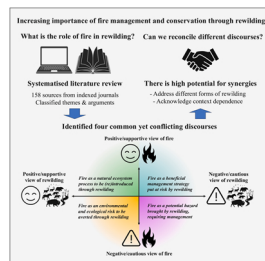 Increasing importance of fire management and conservation through rewilding
What is the role of fire in rewilding?
Can we reconcile different discourses?
Systematised literature review
158 sources from indexed journals
Classified themes & arguments
There is high potential for synergies
- Address different forms of rewilding
- Acknowledge context dependence
Identified four common yet conflicting discourses
Positive/supportive
view of fire
Positive/supportive
view of rewilding
Fire as a natural ecosystem
process to be (re)introduced
through rewilding
Fire as a beneficial
management strategy
put at risk by rewilding
Negative/cautious
view of rewilding
Fire as an environmental
and ecological risk to be
averted through rewilding
Fire as a potential hazard
brought by rewilding,
requiring management
Negative/cautious view of fire